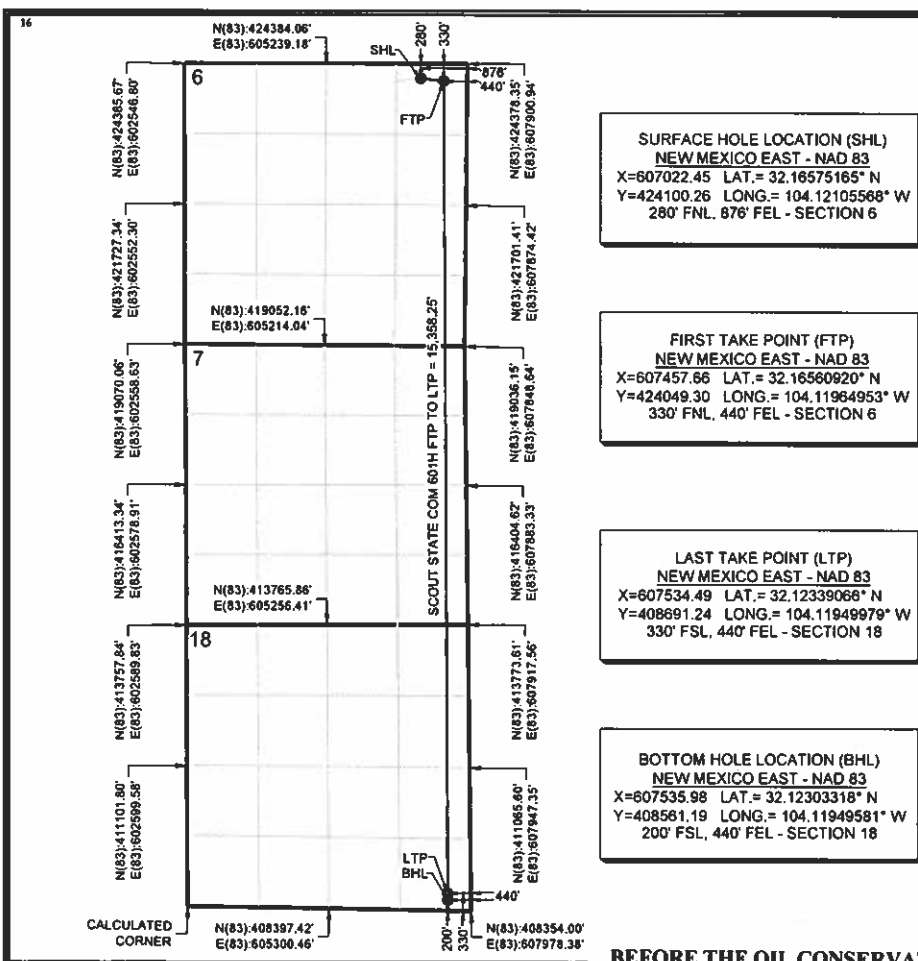 16
N(83):424384.06'
E(83):605239.18'
SHL
280'
330'
876'
440'
FTP
6
N(83):424385.67'
E(83):602546.80'
N(83):424378.35'
E(83):607900.94'
SURFACE HOLE LOCATION (SHL)
NEW MEXICO EAST - NAD 83
X=607022.45 LAT.= 32.16575165° N
Y=424100.26 LONG.= 104.12105568° W
280' FNL, 876' FEL - SECTION 6
N(83):421727.34'
E(83):602552.30'
N(83):421701.41'
E(83):607874.42'
N(83):419052.16'
E(83):605214.04'
7
FIRST TAKE POINT (FTP)
NEW MEXICO EAST - NAD 83
X=607457.66 LAT.= 32.16560920° N
Y=424049.30 LONG.= 104.11964953° W
330' FNL, 440' FEL - SECTION 6
N(83):419070.06'
E(83):602558.63'
SCOUT STATE COM 601H FTP TO LTP = 15,358.25'
N(83):419036.15'
E(83):607848.64'
N(83):416413.34'
E(83):602578.91'
N(83):416404.62'
E(83):607883.33'
LAST TAKE POINT (LTP)
NEW MEXICO EAST - NAD 83
X=607534.49 LAT.= 32.12339066° N
Y=408691.24 LONG.= 104.11949979° W
330' FSL, 440' FEL - SECTION 18
N(83):413765.86'
E(83):605256.41'
18
N(83):413757.84'
E(83):602589.83'
N(83):413773.61'
E(83):607917.56'
BOTTOM HOLE LOCATION (BHL)
NEW MEXICO EAST - NAD 83
X=607535.98 LAT.= 32.12303318° N
Y=408561.19 LONG.= 104.11949581° W
200' FSL, 440' FEL - SECTION 18
N(83):411101.80'
E(83):602599.58'
N(83):411065.60'
E(83):607947.35'
LTP
BHL
440'
CALCULATED
CORNER
N(83):408397.42'
E(83):605300.46'
200'
330'
N(83):408354.00'
E(83):607978.38'
BEFORE THE OIL CONSERVA